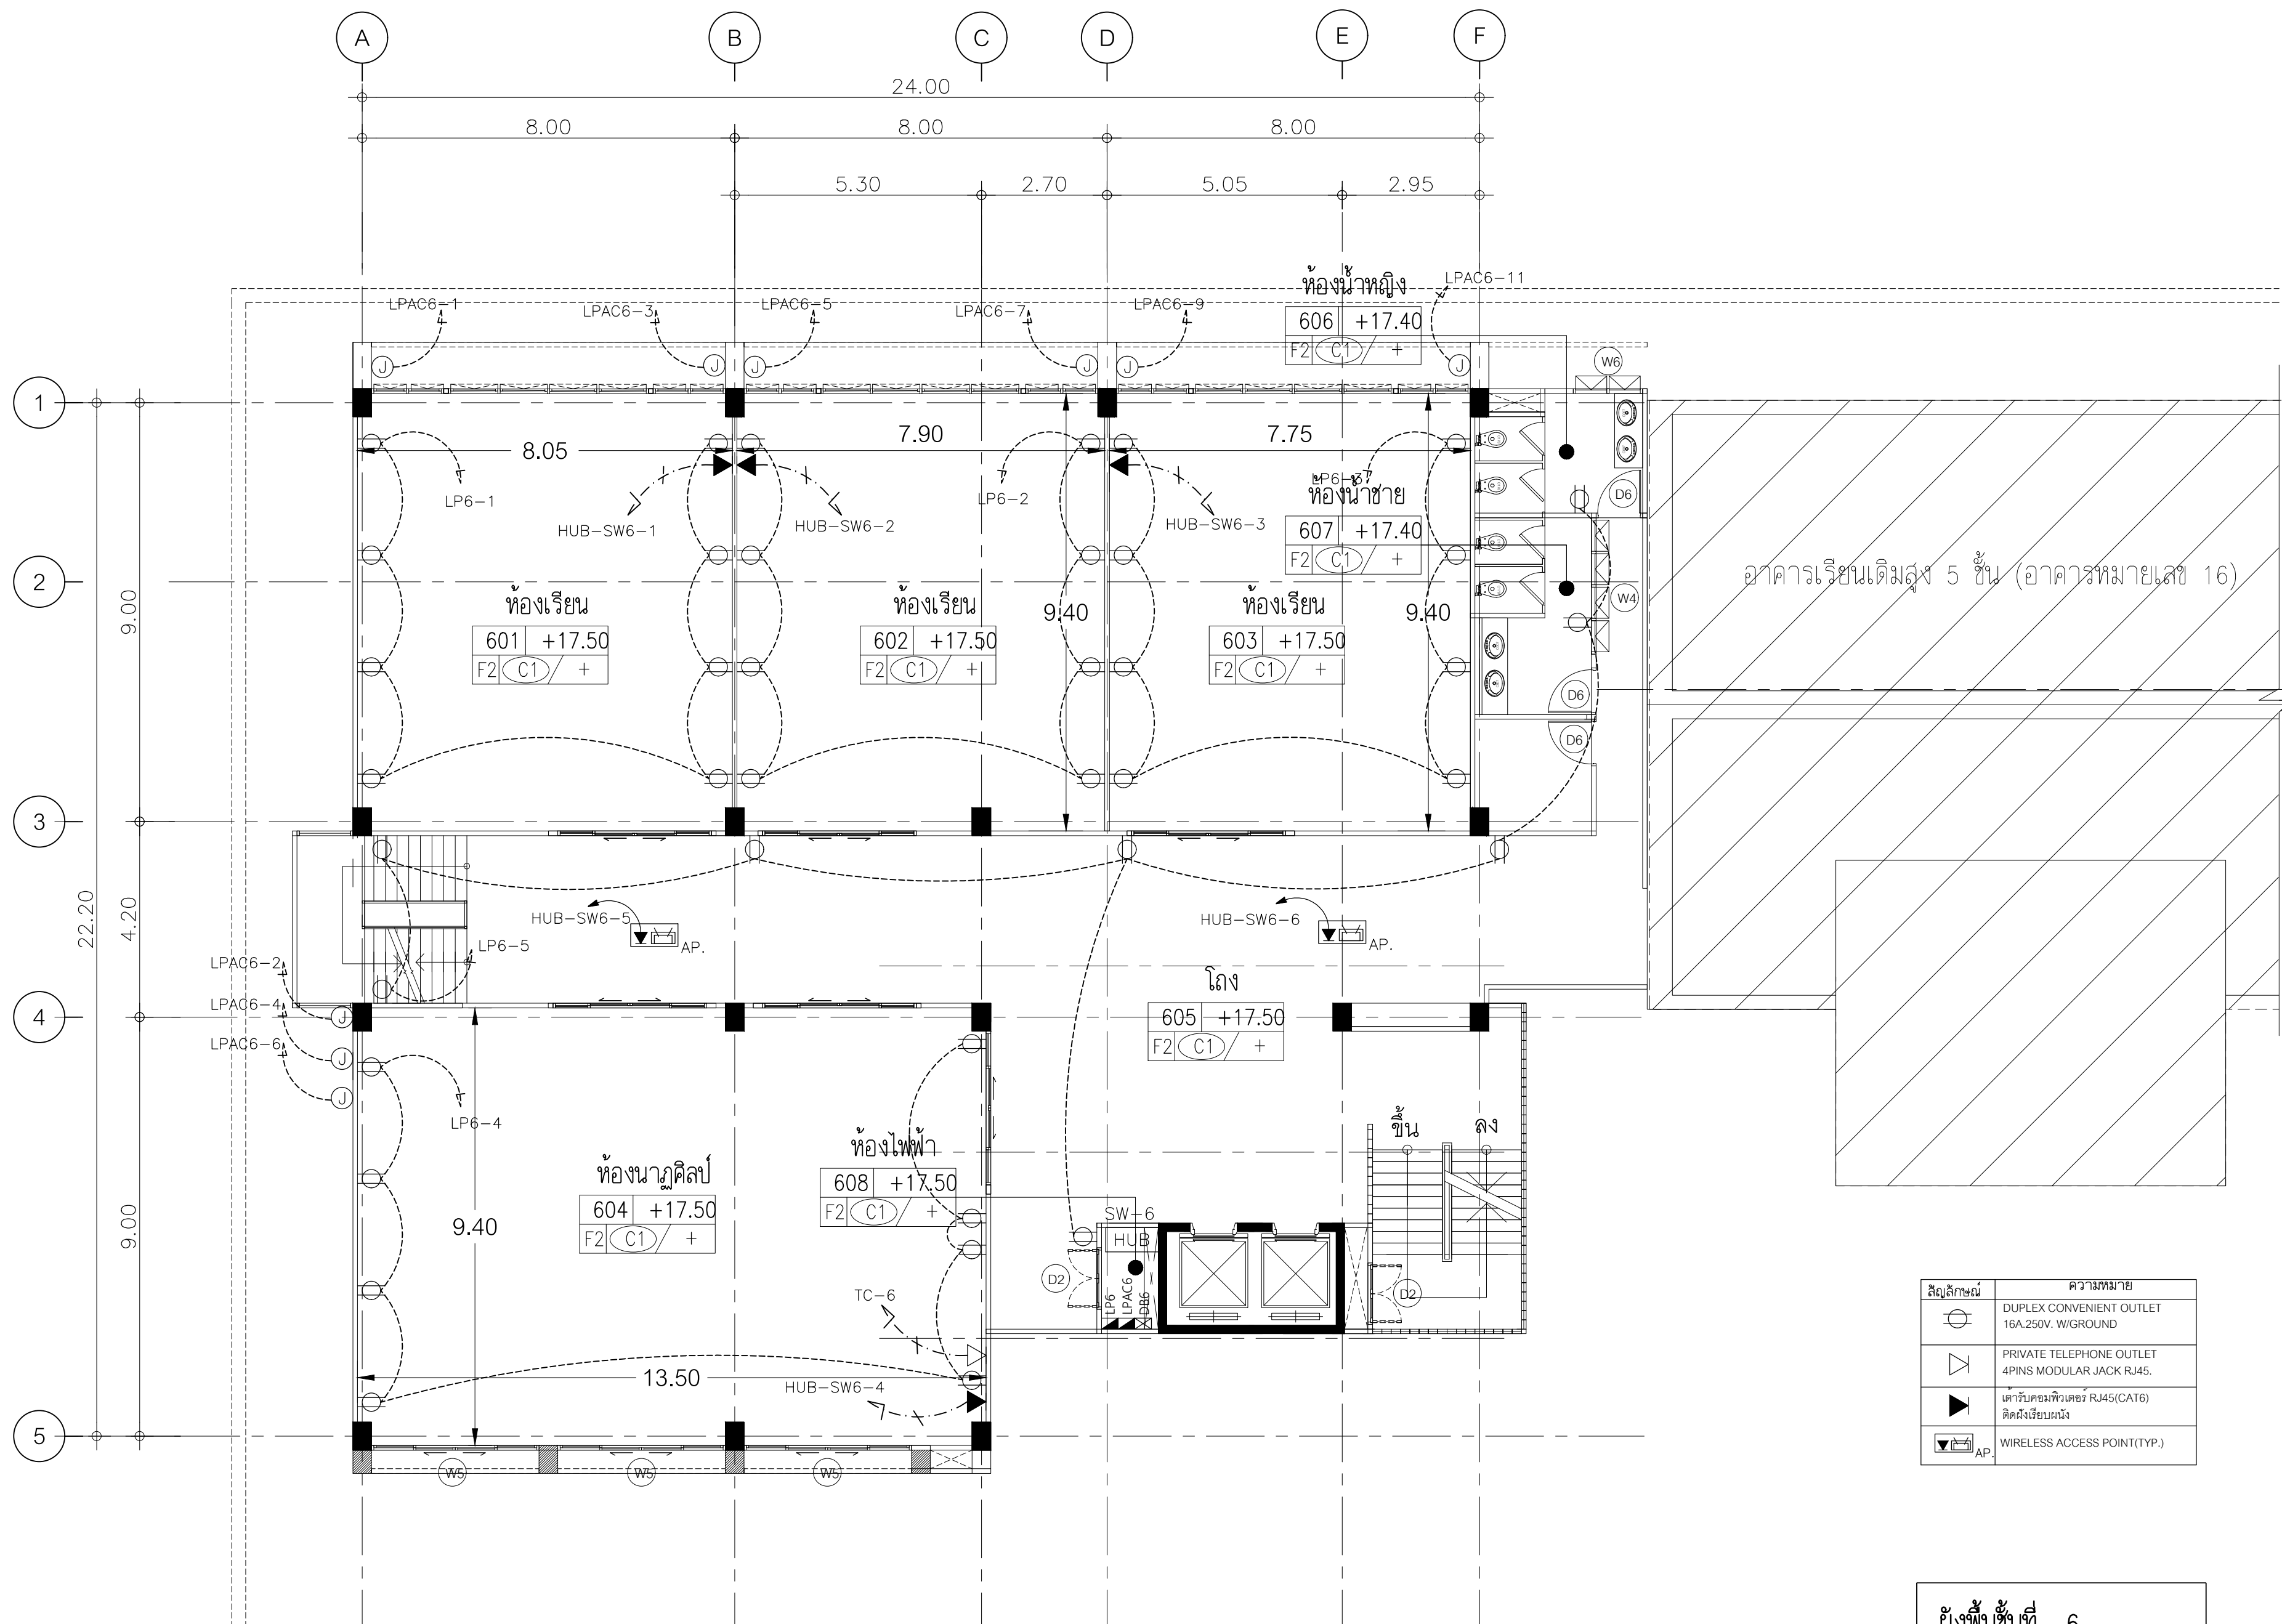 A B C D E F
24.00
8.00 8.00 8.00
5.30 2.70 5.05 2.95
ห้องน้ำหญิง
LPAC6-11
LPAC6-1 LPAC6-3 LPAC6-5 LPAC6-7 LPAC6-9
606 +17.40
F2 C1 +
J J J J J J
W6
1
8.05 7.90 7.75
LP6-1 LP6-2 LP6-3
ห้องน้ำชาย
D6
HUB-SW6-1 HUB-SW6-2 HUB-SW6-3
607 +17.40
F2 C1 +
2
อาคารเรียนเดิมสูง 5 ชั้น (อาคารหมายเลข 16)
W4
9.00
ห้องเรียน ห้องเรียน ห้องเรียน
9.40 9.40
601 +17.50 602 +17.50 603 +17.50
F2 C1 + F2 C1 + F2 C1 +
D6
D6
3
22.20
4.20
HUB-SW6-5 HUB-SW6-6
AP. AP.
LP6-5
LPAC6-2
LPAC6-4
LPAC6-6
J
J
J
โถง
4
605 +17.50
F2 C1 +
LP6-4
ขึ้น ลง
ห้องไฟฟ้า
608 +17.50
F2 C1 +
ห้องนาฏศิลป์
604 +17.50
F2 C1 +
9.00
9.40
SW-6
HUB
D2 D2
LP6
LPAC6
DB6
TC-6
13.50
HUB-SW6-4
5
W5 W5 W5
สัญลักษณ์ ความหมาย
DUPLEX CONVENIENT OUTLET
16A.250V. W/GROUND
PRIVATE TELEPHONE OUTLET
4PINS MODULAR JACK RJ45.
เต้ารับคอมพิวเตอร์ RJ45(CAT6)
ติดฝังเรียบผนัง
AP. WIRELESS ACCESS POINT(TYP.)
ผังพื้นชั้นที่ 6